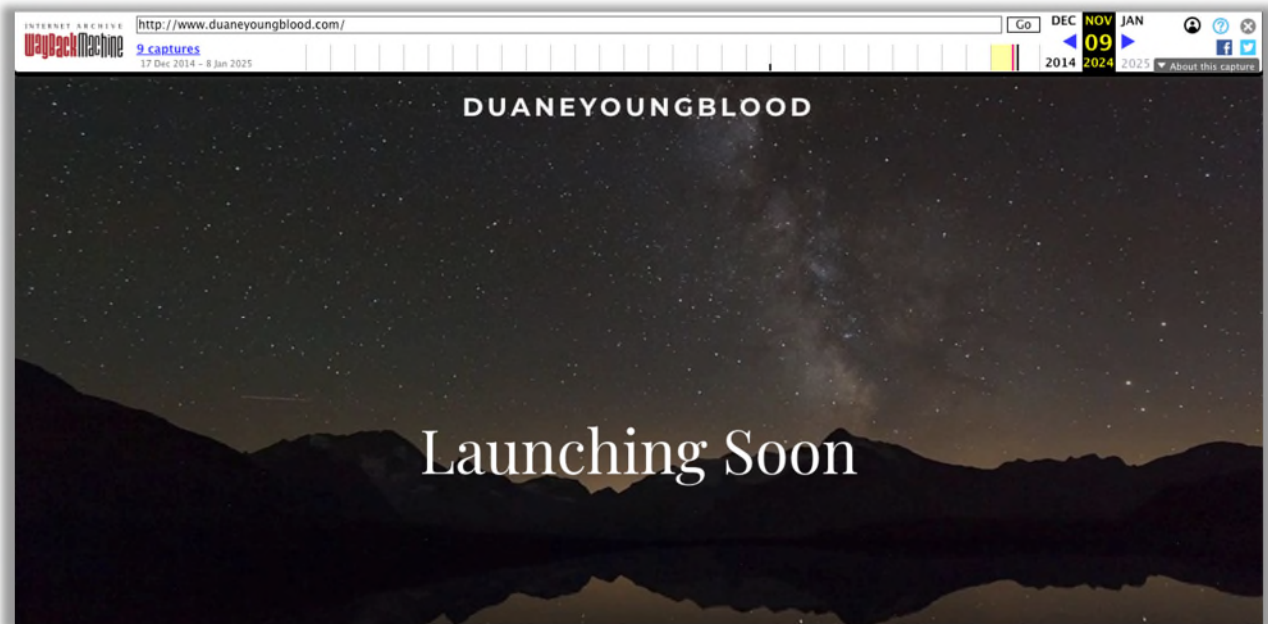 INTERNET ARCHIVE
WayBackMachine
http://www.duaneyoungblood.com/
Go
9 captures
17 Dec 2014 – 8 Jan 2025
DEC NOV JAN
09
2014 2024 2025
About this capture
DUANEYOUNGBLOOD
Launching Soon